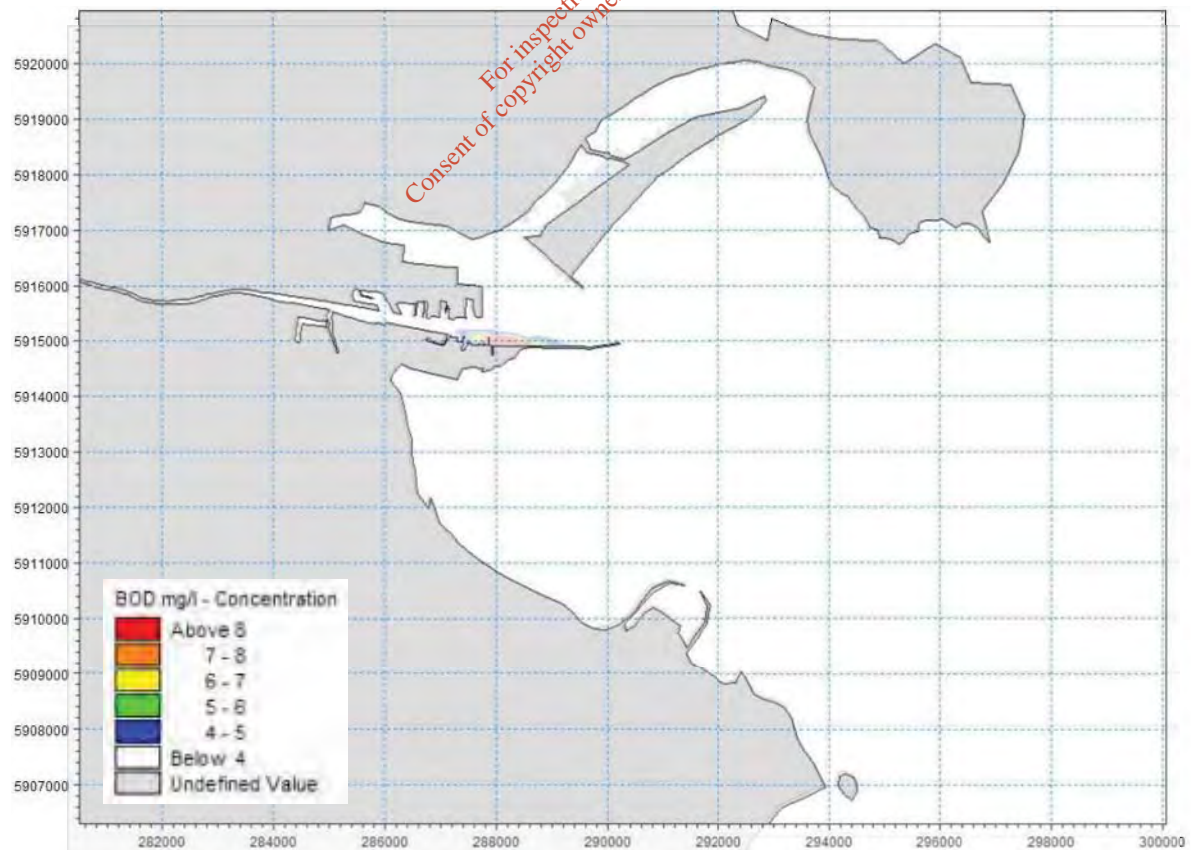 For inspecti
Consent of copyright owne
5920000
5919000
5918000
5917000
5916000
5915000
5914000
5913000
5912000
5911000
5910000
5909000
5908000
5907000
BOD mg/l - Concentration
Above 8
7 - 8
6 - 7
5 - 6
4 - 5
Below 4
Undefined Value
282000 284000 286000 288000 290000 292000 294000 296000 298000 300000